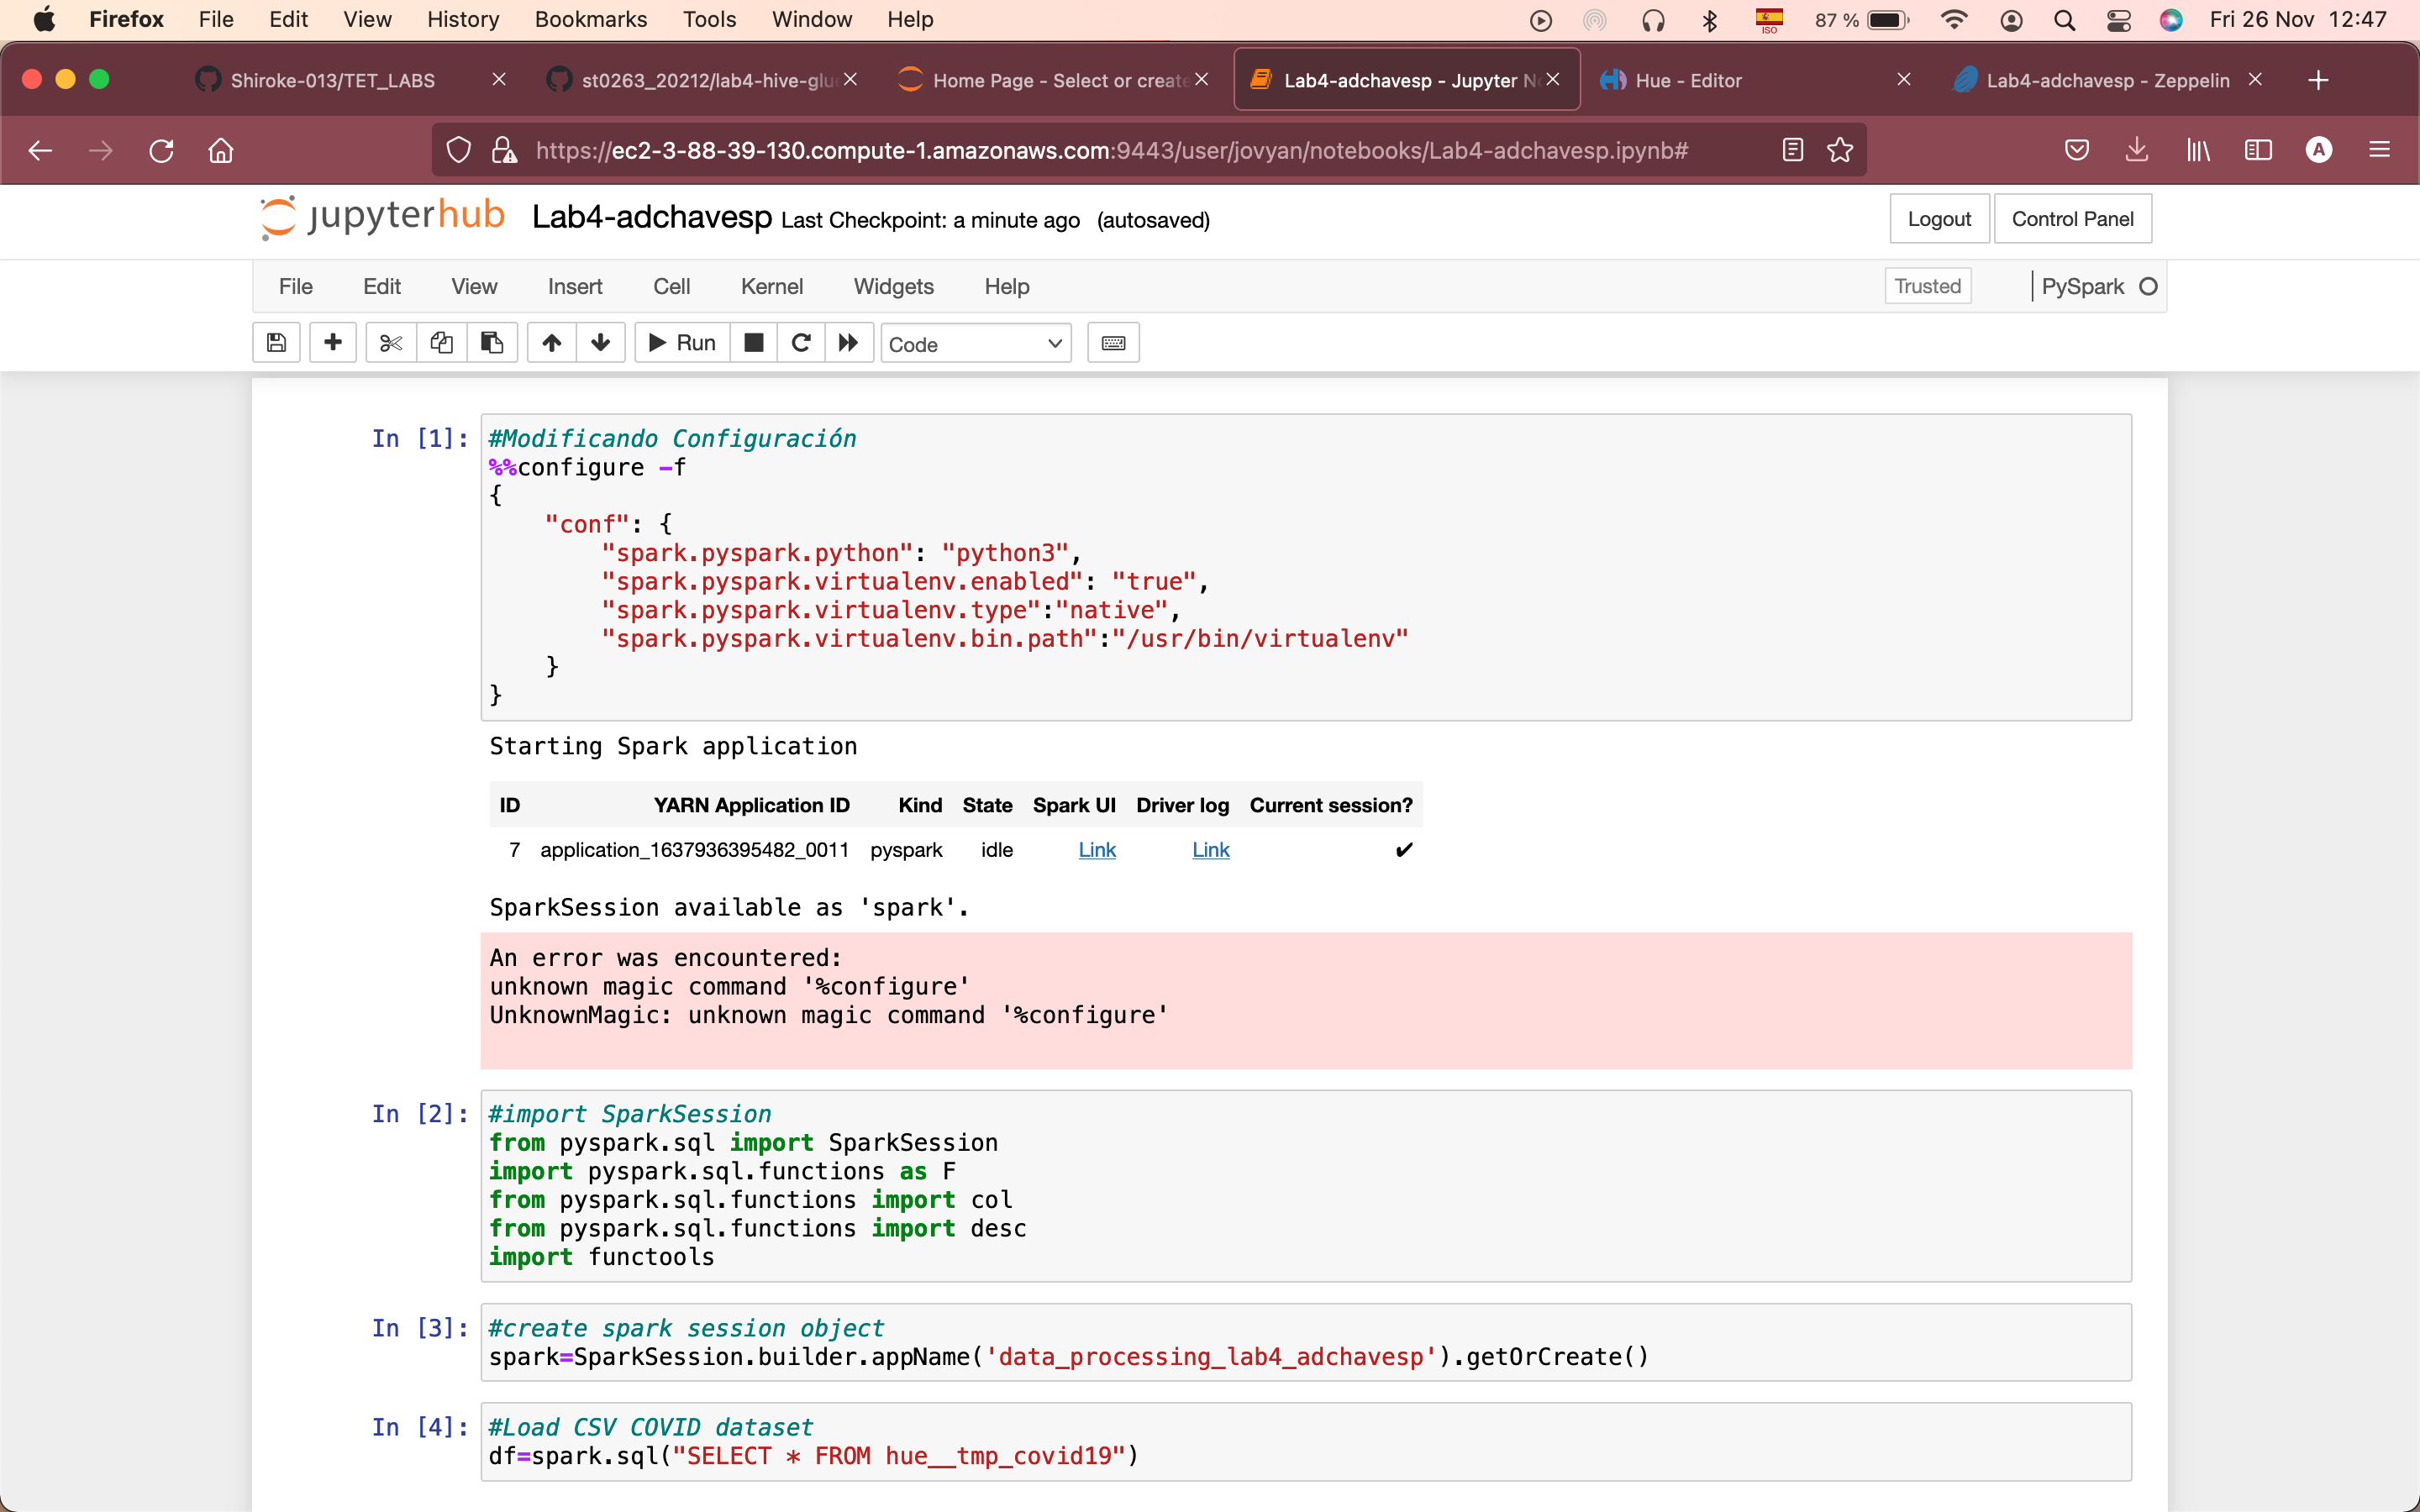 Firefox File Edit View History Bookmarks Tools Window Help ISO 87 % Fri 26 Nov 12:47
Shiroke-013/TET_LABS st0263_20212/lab4-hive-glu Home Page - Select or create Lab4-adchavesp - Jupyter N Hue - Editor Lab4-adchavesp - Zeppelin
https://ec2-3-88-39-130.compute-1.amazonaws.com:9443/user/jovyan/notebooks/Lab4-adchavesp.ipynb# A
jupyterhub Lab4-adchavesp Last Checkpoint: a minute ago (autosaved) Logout Control Panel
File Edit View Insert Cell Kernel Widgets Help Trusted PySpark
Run Code
In [1]: #Modificando Configuración
%%configure -f
{
"conf": {
"spark.pyspark.python": "python3",
"spark.pyspark.virtualenv.enabled": "true",
"spark.pyspark.virtualenv.type":"native",
"spark.pyspark.virtualenv.bin.path":"/usr/bin/virtualenv"
}
}
Starting Spark application
ID YARN Application ID Kind State Spark UI Driver log Current session?
7 application_1637936395482_0011 pyspark idle Link Link ✔
SparkSession available as 'spark'.
An error was encountered:
unknown magic command '%configure'
UnknownMagic: unknown magic command '%configure'
In [2]: #import SparkSession
from pyspark.sql import SparkSession
import pyspark.sql.functions as F
from pyspark.sql.functions import col
from pyspark.sql.functions import desc
import functools
In [3]: #create spark session object
spark=SparkSession.builder.appName('data_processing_lab4_adchavesp').getOrCreate()
In [4]: #Load CSV COVID dataset
df=spark.sql("SELECT * FROM hue__tmp_covid19")